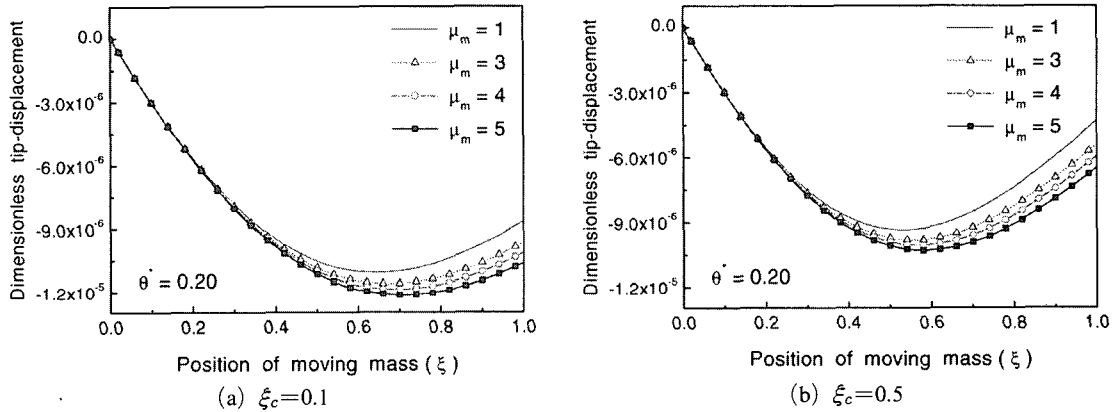 Dimensionless tip-displacement
0.0
-3.0x10⁻⁶
-6.0x10⁻⁶
-9.0x10⁻⁶
-1.2x10⁻⁵
μₘ = 1
μₘ = 3
μₘ = 4
μₘ = 5
θ* = 0.20
0.0 0.2 0.4 0.6 0.8 1.0
Position of moving mass (ξ)
(a) ξc=0.1
Dimensionless tip-displacement
0.0
-3.0x10⁻⁶
-6.0x10⁻⁶
-9.0x10⁻⁶
-1.2x10⁻⁵
μₘ = 1
μₘ = 3
μₘ = 4
μₘ = 5
θ* = 0.20
0.0 0.2 0.4 0.6 0.8 1.0
Position of moving mass (ξ)
(b) ξc=0.5